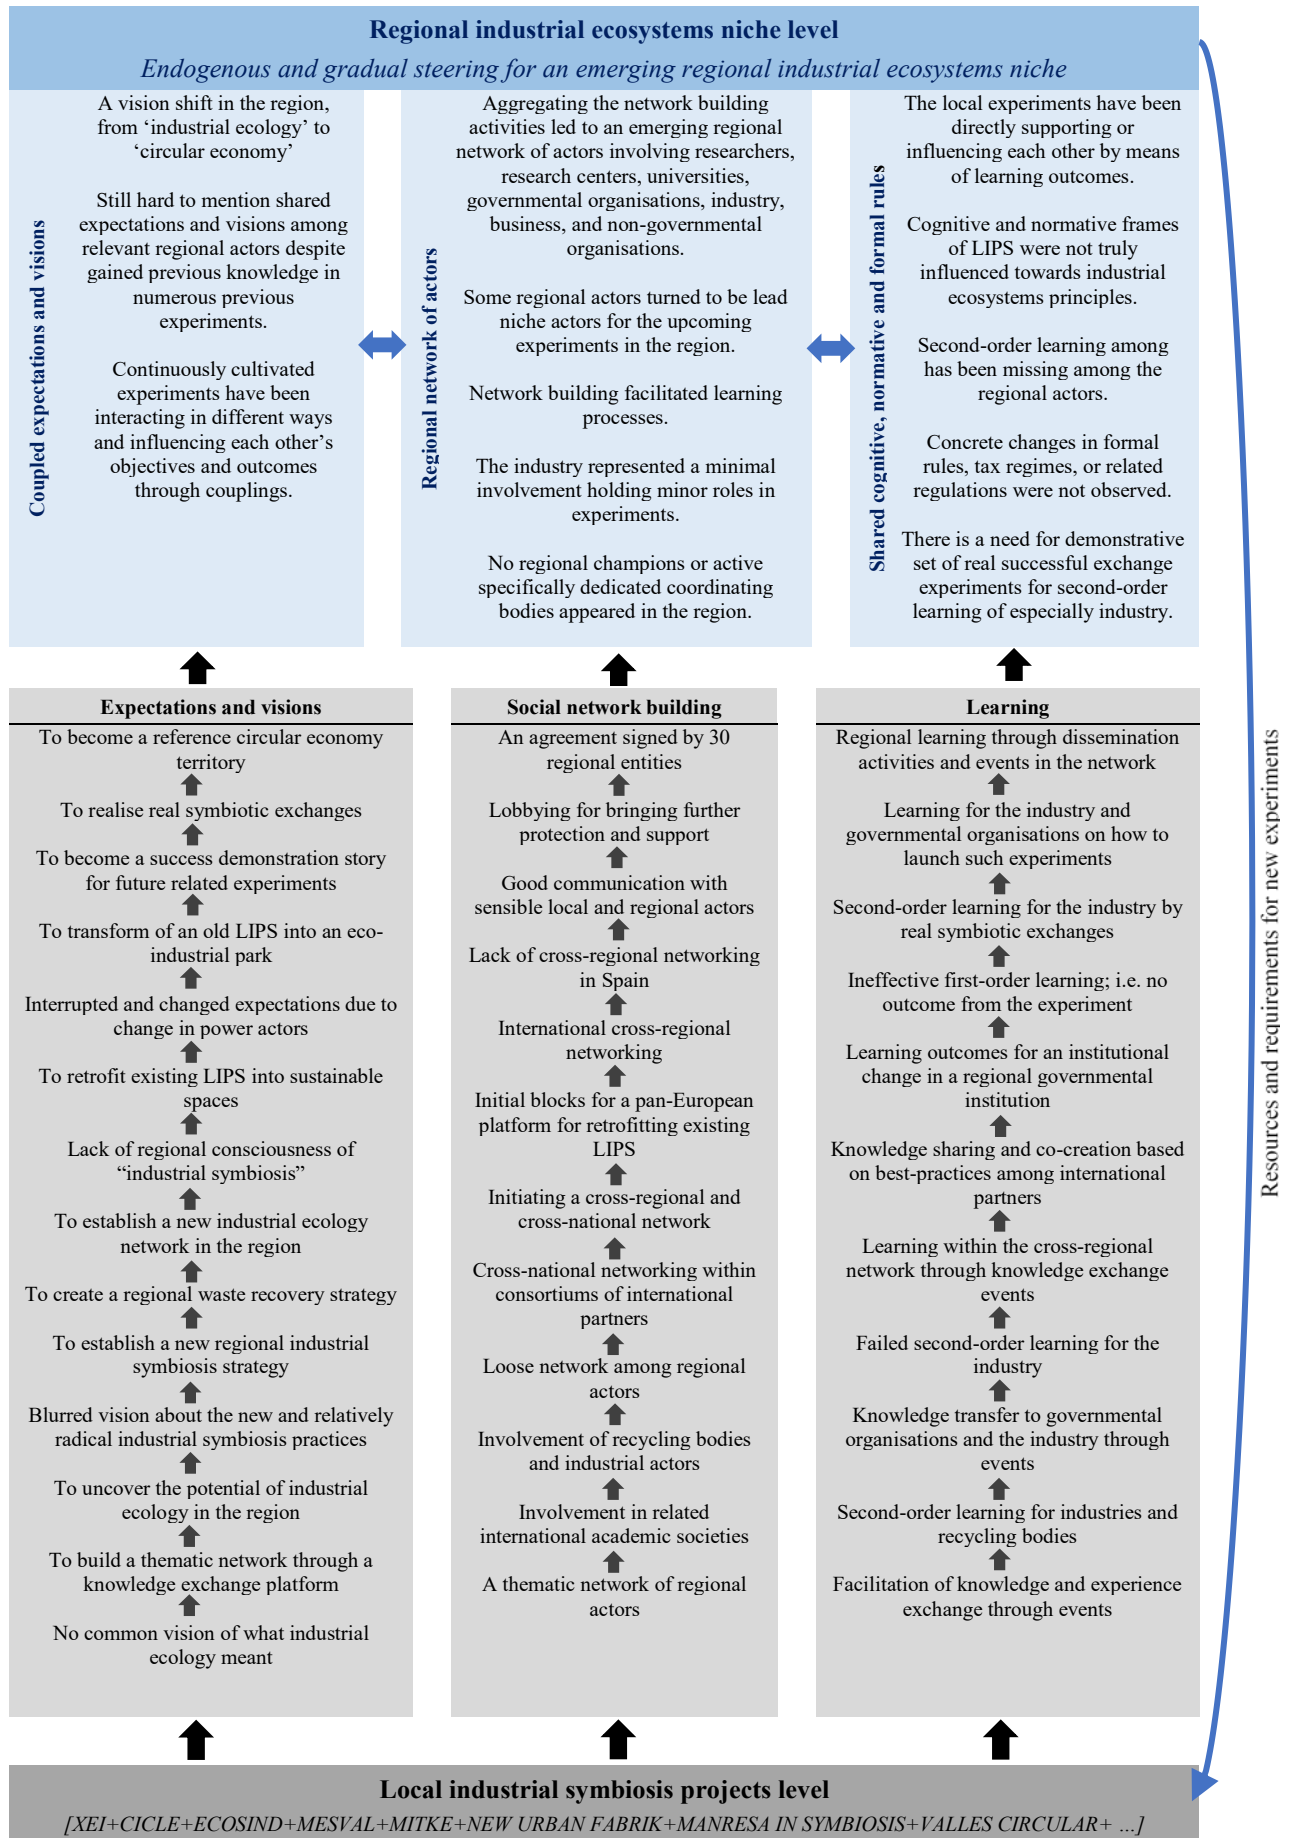 Regional industrial ecosystems niche level
Endogenous and gradual steering for an emerging regional industrial ecosystems niche
Coupled expectations and visions
A vision shift in the region,
from ‘industrial ecology’ to
‘circular economy’
Still hard to mention shared
expectations and visions among
relevant regional actors despite
gained previous knowledge in
numerous previous
experiments.
Continuously cultivated
experiments have been
interacting in different ways
and influencing each other’s
objectives and outcomes
through couplings.
Regional network of actors
Aggregating the network building
activities led to an emerging regional
network of actors involving researchers,
research centers, universities,
governmental organisations, industry,
business, and non-governmental
organisations.
Some regional actors turned to be lead
niche actors for the upcoming
experiments in the region.
Network building facilitated learning
processes.
The industry represented a minimal
involvement holding minor roles in
experiments.
No regional champions or active
specifically dedicated coordinating
bodies appeared in the region.
Shared cognitive, normative and formal rules
The local experiments have been
directly supporting or
influencing each other by means
of learning outcomes.
Cognitive and normative frames
of LIPS were not truly
influenced towards industrial
ecosystems principles.
Second-order learning among
has been missing among the
regional actors.
Concrete changes in formal
rules, tax regimes, or related
regulations were not observed.
There is a need for demonstrative
set of real successful exchange
experiments for second-order
learning of especially industry.
Resources and requirements for new experiments
Expectations and visions
To become a reference circular economy
territory
To realise real symbiotic exchanges
To become a success demonstration story
for future related experiments
To transform of an old LIPS into an eco-
industrial park
Interrupted and changed expectations due to
change in power actors
To retrofit existing LIPS into sustainable
spaces
Lack of regional consciousness of
“industrial symbiosis”
To establish a new industrial ecology
network in the region
To create a regional waste recovery strategy
To establish a new regional industrial
symbiosis strategy
Blurred vision about the new and relatively
radical industrial symbiosis practices
To uncover the potential of industrial
ecology in the region
To build a thematic network through a
knowledge exchange platform
No common vision of what industrial
ecology meant
Social network building
An agreement signed by 30
regional entities
Lobbying for bringing further
protection and support
Good communication with
sensible local and regional actors
Lack of cross-regional networking
in Spain
International cross-regional
networking
Initial blocks for a pan-European
platform for retrofitting existing
LIPS
Initiating a cross-regional and
cross-national network
Cross-national networking within
consortiums of international
partners
Loose network among regional
actors
Involvement of recycling bodies
and industrial actors
Involvement in related
international academic societies
A thematic network of regional
actors
Learning
Regional learning through dissemination
activities and events in the network
Learning for the industry and
governmental organisations on how to
launch such experiments
Second-order learning for the industry by
real symbiotic exchanges
Ineffective first-order learning; i.e. no
outcome from the experiment
Learning outcomes for an institutional
change in a regional governmental
institution
Knowledge sharing and co-creation based
on best-practices among international
partners
Learning within the cross-regional
network through knowledge exchange
events
Failed second-order learning for the
industry
Knowledge transfer to governmental
organisations and the industry through
events
Second-order learning for industries and
recycling bodies
Facilitation of knowledge and experience
exchange through events
Local industrial symbiosis projects level
[XEI+CICLE+ECOSIND+MESVAL+MITKE+NEW URBAN FABRIK+MANRESA IN SYMBIOSIS+VALLES CIRCULAR+ …]